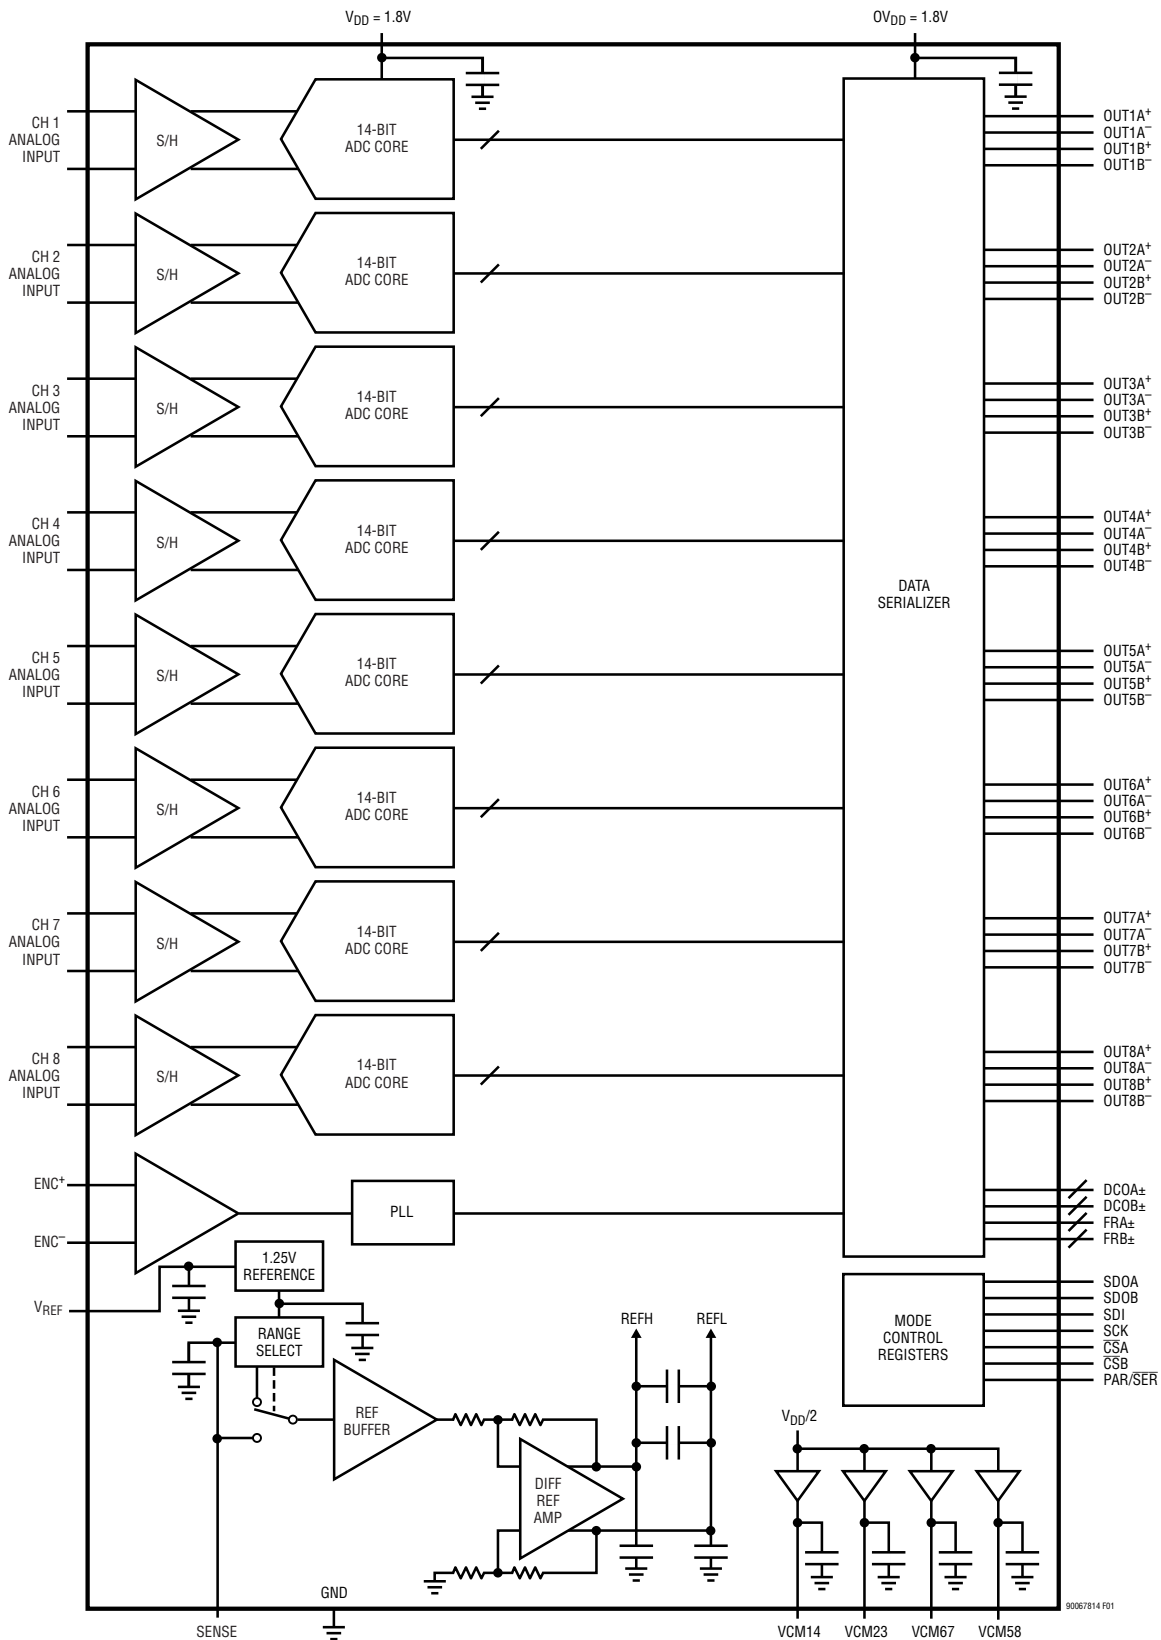 V_DD = 1.8V
OV_DD = 1.8V
CH 1
ANALOG
INPUT
S/H
14-BIT
ADC CORE
OUT1A+
OUT1A–
OUT1B+
OUT1B–
CH 2
ANALOG
INPUT
S/H
14-BIT
ADC CORE
OUT2A+
OUT2A–
OUT2B+
OUT2B–
CH 3
ANALOG
INPUT
S/H
14-BIT
ADC CORE
OUT3A+
OUT3A–
OUT3B+
OUT3B–
CH 4
ANALOG
INPUT
S/H
14-BIT
ADC CORE
OUT4A+
OUT4A–
OUT4B+
OUT4B–
DATA
SERIALIZER
CH 5
ANALOG
INPUT
S/H
14-BIT
ADC CORE
OUT5A+
OUT5A–
OUT5B+
OUT5B–
CH 6
ANALOG
INPUT
S/H
14-BIT
ADC CORE
OUT6A+
OUT6A–
OUT6B+
OUT6B–
CH 7
ANALOG
INPUT
S/H
14-BIT
ADC CORE
OUT7A+
OUT7A–
OUT7B+
OUT7B–
CH 8
ANALOG
INPUT
S/H
14-BIT
ADC CORE
OUT8A+
OUT8A–
OUT8B+
OUT8B–
ENC+
ENC–
PLL
DCOA±
DCOB±
FRA±
FRB±
1.25V
REFERENCE
V_REF
RANGE
SELECT
REFH
REFL
MODE
CONTROL
REGISTERS
SDOA
SDOB
SDI
SCK
C̅S̅A
C̅S̅B
PAR/S̅E̅R̅
REF
BUFFER
DIFF
REF
AMP
V_DD/2
GND
SENSE
VCM14
VCM23
VCM67
VCM58
90067814 F01